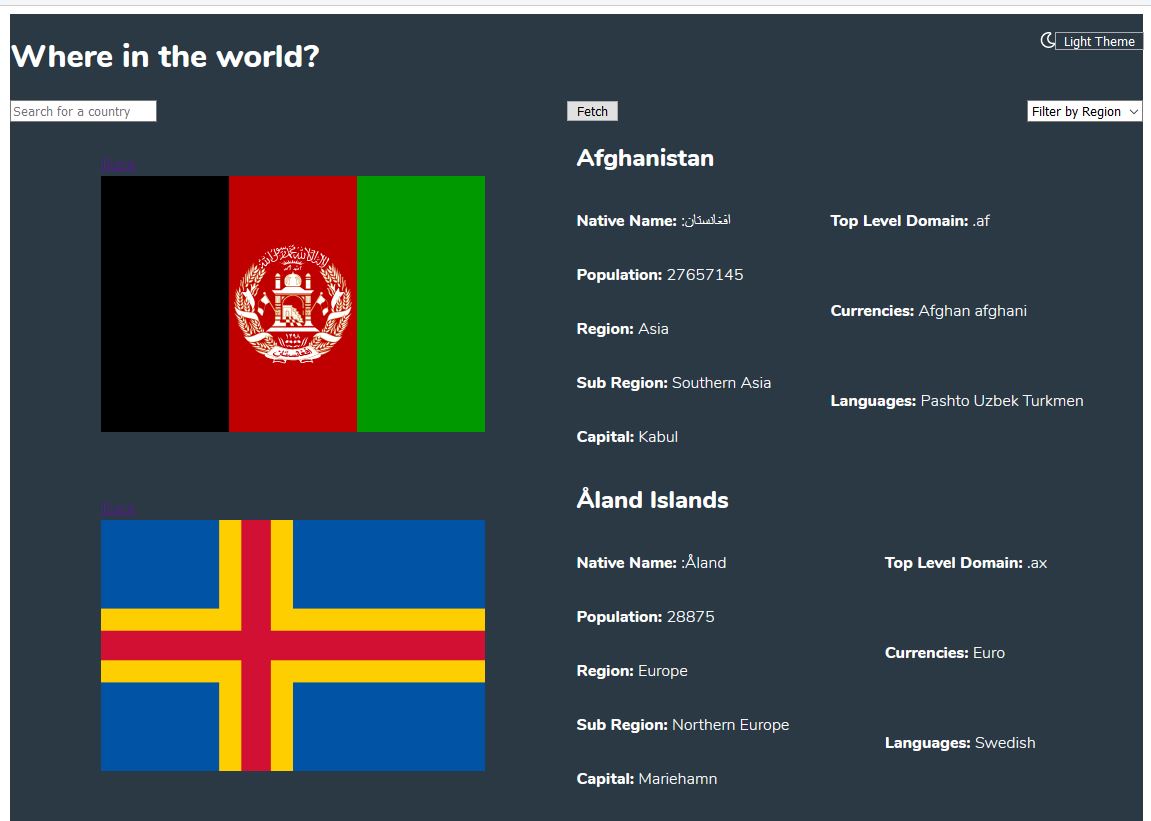 Where in the world?
Light Theme
Search for a country
Fetch
Filter by Region
Afghanistan
Native Name: :افغانستان
Top Level Domain: .af
Population: 27657145
Currencies: Afghan afghani
Region: Asia
Sub Region: Southern Asia
Languages: Pashto Uzbek Turkmen
Capital: Kabul
Åland Islands
Native Name: :Åland
Top Level Domain: .ax
Population: 28875
Currencies: Euro
Region: Europe
Sub Region: Northern Europe
Languages: Swedish
Capital: Mariehamn